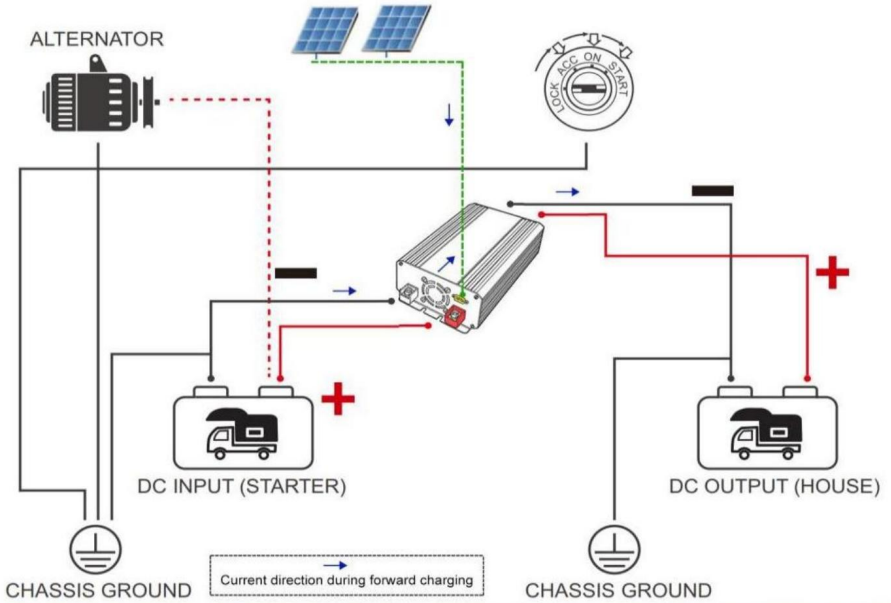 ALTERNATOR
LOCK ACC ON START
DC INPUT (STARTER)
DC OUTPUT (HOUSE)
CHASSIS GROUND
Current direction during forward charging
CHASSIS GROUND